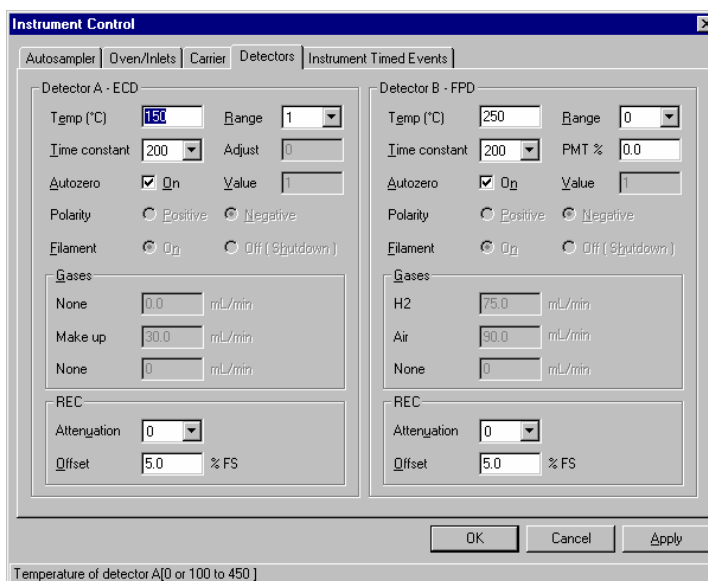 Instrument Control
Autosampler Oven/Inlets Carrier Detectors Instrument Timed Events
Detector A - ECD
Temp (°C) 150 Range 1
Time constant 200 Adjust 0
Autozero On Value 1
Polarity Positive Negative
Filament On Off ( Shutdown )
Gases
None 0.0 mL/min
Make up 30.0 mL/min
None 0 mL/min
REC
Attenuation 0
Offset 5.0 % FS
Detector B - FPD
Temp (°C) 250 Range 0
Time constant 200 PMT % 0.0
Autozero On Value 1
Polarity Positive Negative
Filament On Off ( Shutdown )
Gases
H2 75.0 mL/min
Air 90.0 mL/min
None 0 mL/min
REC
Attenuation 0
Offset 5.0 % FS
OK Cancel Apply
Temperature of detector A[0 or 100 to 450 ]